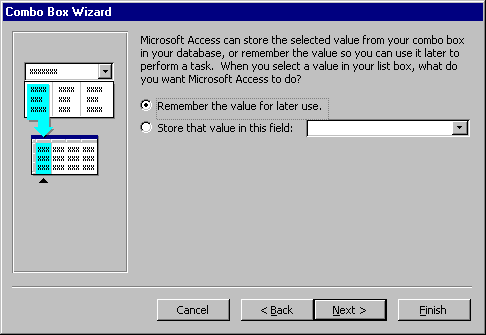 Combo Box Wizard
xxxxxxx
xxxx xxx xxx
xxxx xxx xxx
xxxx xxx xxx
xxx xxx xxx xxx
xxx xxx xxx xxx
xxx xxx xxx xxx
Microsoft Access can store the selected value from your combo box
in your database, or remember the value so you can use it later to
perform a task.  When you select a value in your list box, what do
you want Microsoft Access to do?
Remember the value for later use.
Store that value in this field:
Cancel
< Back
Next >
Finish